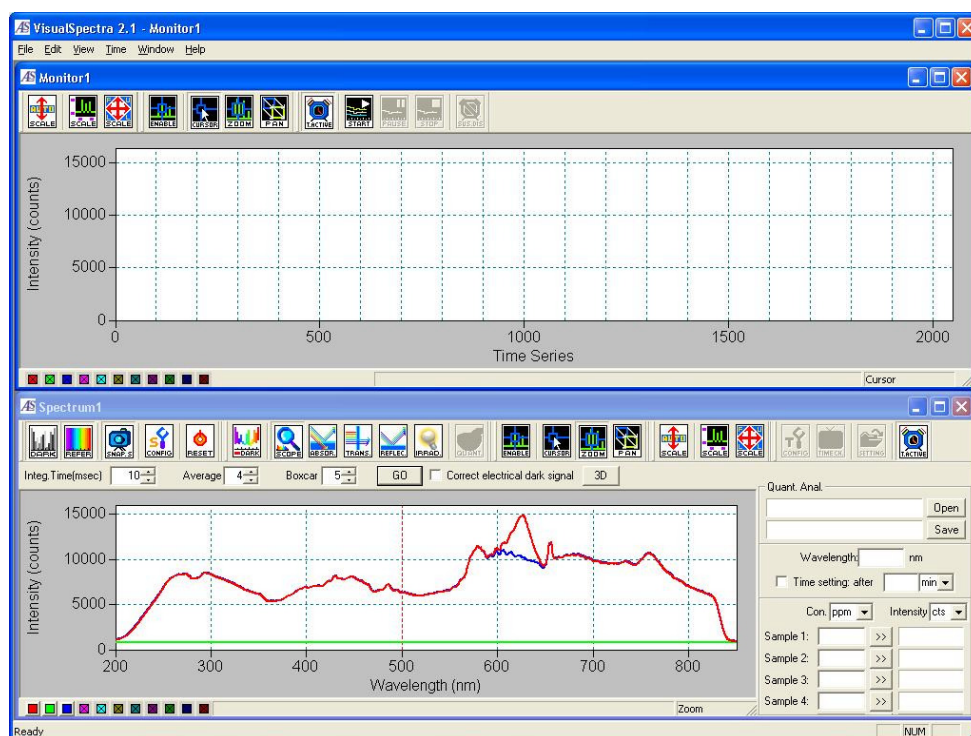 VisualSpectra 2.1 - Monitor1
File Edit View Time Window Help
Monitor1
SCALE SCALE SCALE ENABLE CURSOR ZOOM PAN T.ACTIVE START PAUSE STOP
15000
10000
5000
0
Intensity (counts)
0 500 1000 1500 2000
Time Series
Cursor
Spectrum1
DARK REFER SNAP.S CONFIG RESET -DARK SCOPE ABSOR. TRANS. REFLEC. IRRAD. QUANT. ENABLE CURSOR ZOOM PAN SCALE SCALE SCALE CONFIG TIMECK SETTING T.ACTIVE
Integ.Time(msec) 10 Average 4 Boxcar 5 GO Correct electrical dark signal 3D
15000
10000
5000
0
Intensity (counts)
200 300 400 500 600 700 800
Wavelength (nm)
Zoom
Quant. Anal.
Open
Save
Wavelength: nm
Time setting: after min
Con. ppm Intensity cts
Sample 1: >>
Sample 2: >>
Sample 3: >>
Sample 4: >>
Ready NUM